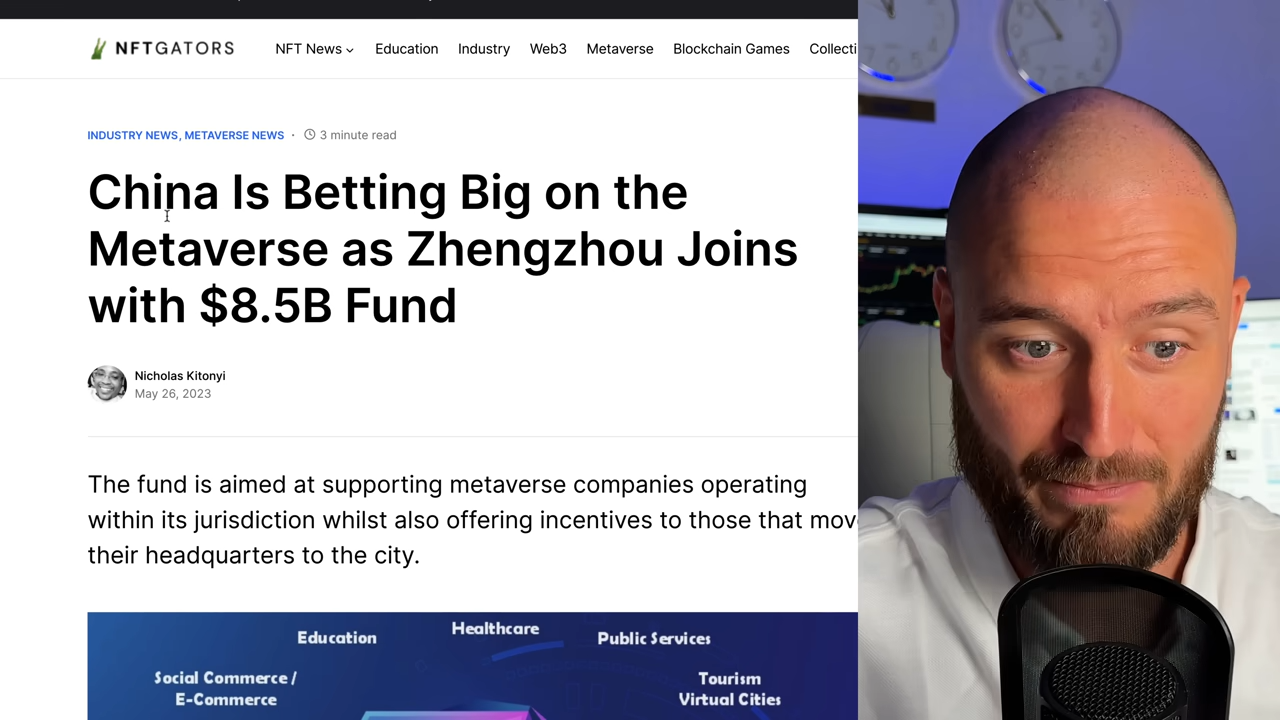 NFTGATORS
NFT News Education Industry Web3 Metaverse Blockchain Games Collecti
INDUSTRY NEWS, METAVERSE NEWS · 3 minute read
China Is Betting Big on the
Metaverse as Zhengzhou Joins
with $8.5B Fund
Nicholas Kitonyi
May 26, 2023
The fund is aimed at supporting metaverse companies operating
within its jurisdiction whilst also offering incentives to those that mov
their headquarters to the city.
Healthcare
Education
Public Services
Social Commerce /
E-Commerce
Tourism
Virtual Cities